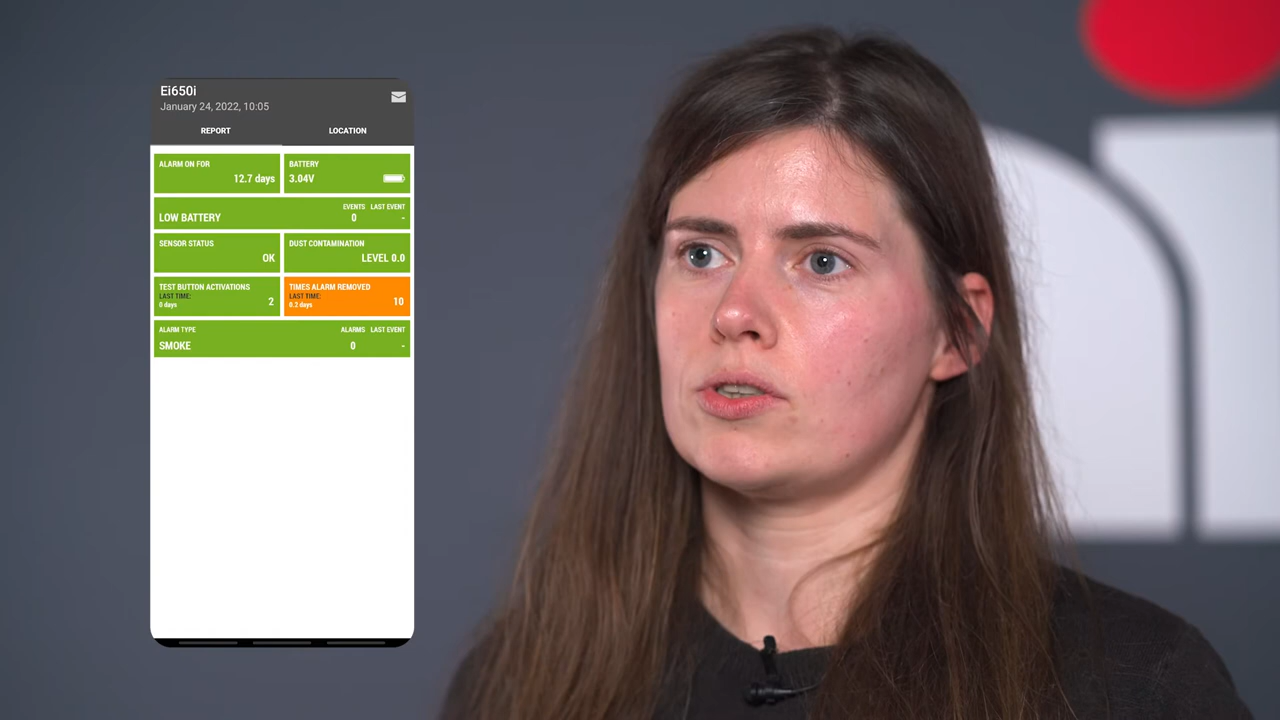 Ei650i
January 24, 2022, 10:05
REPORT LOCATION
ALARM ON FOR
12.7 days
BATTERY
3.04V
EVENTS LAST EVENT
LOW BATTERY 0 -
SENSOR STATUS
OK
DUST CONTAMINATION
LEVEL 0.0
TEST BUTTON ACTIVATIONS
LAST TIME:
0 days 2
TIMES ALARM REMOVED
LAST TIME:
0.2 days 10
ALARM TYPE ALARMS LAST EVENT
SMOKE 0 -